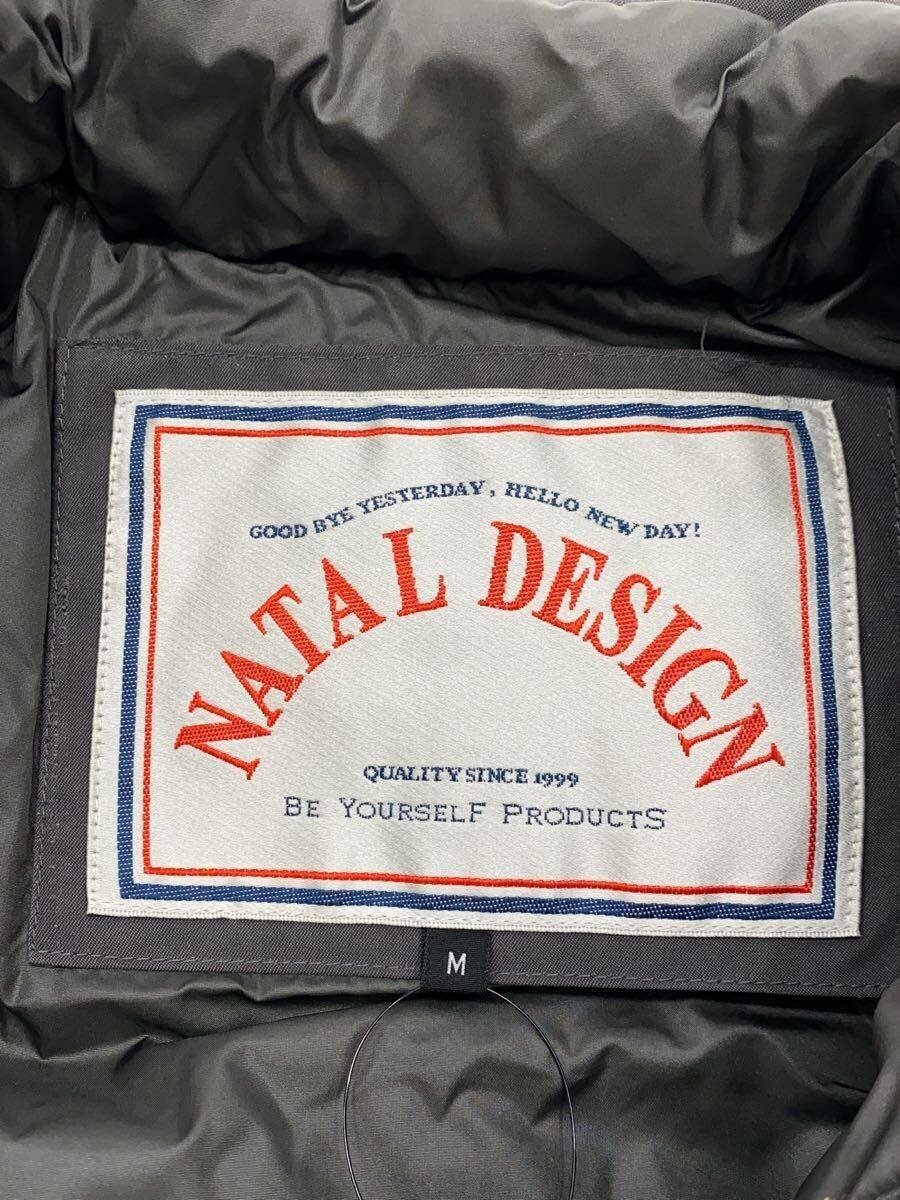 GOOD BYE YESTERDAY, HELLO NEW DAY!
NATAL DESIGN
QUALITY SINCE 1999
BE YOURSELF PRODUCTS
M